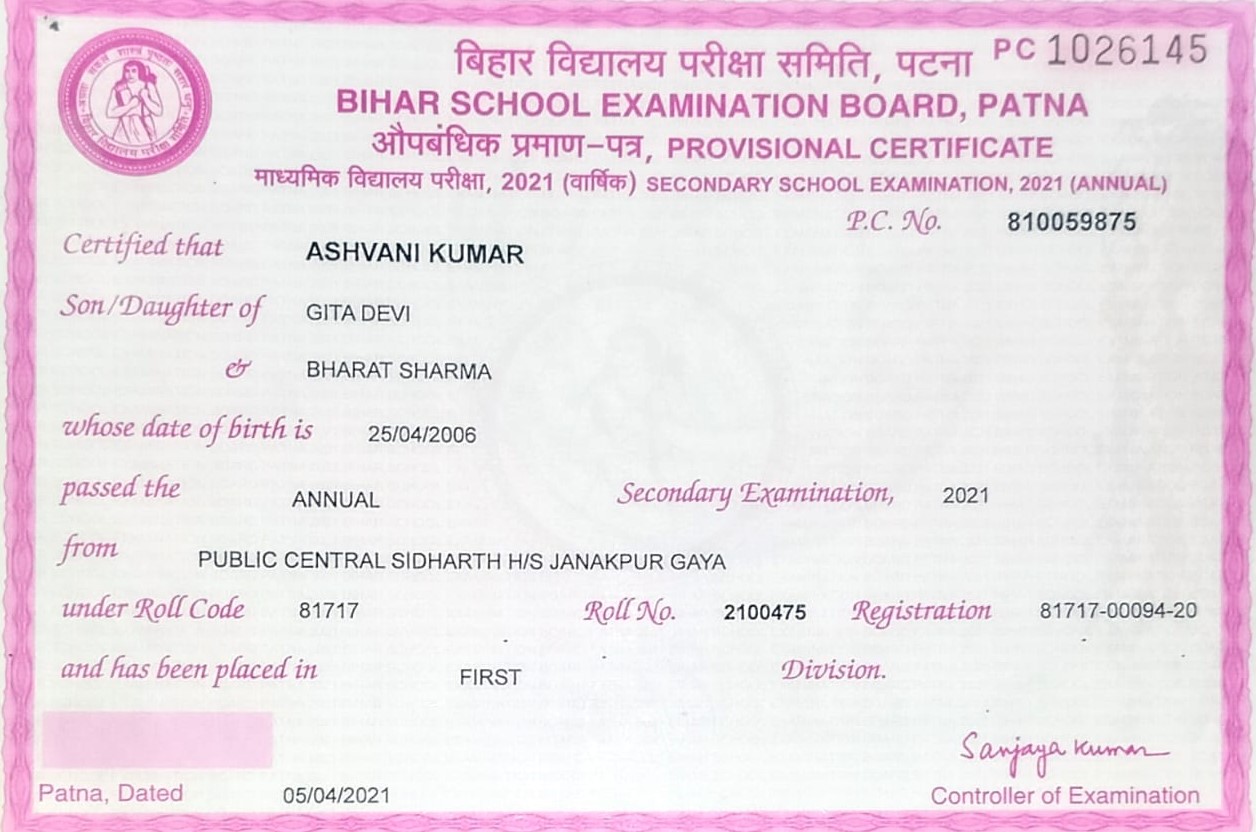 बिहार विद्यालय परीक्षा समिति, पटना PC 1026145
BIHAR SCHOOL EXAMINATION BOARD, PATNA
औपबंधिक प्रमाण-पत्र, PROVISIONAL CERTIFICATE
माध्यमिक विद्यालय परीक्षा, 2021 (वार्षिक) SECONDARY SCHOOL EXAMINATION, 2021 (ANNUAL)
P.C. No. 810059875
Certified that ASHVANI KUMAR
Son/Daughter of GITA DEVI
& BHARAT SHARMA
whose date of birth is 25/04/2006
passed the ANNUAL Secondary Examination, 2021
from PUBLIC CENTRAL SIDHARTH H/S JANAKPUR GAYA
under Roll Code 81717 Roll No. 2100475 Registration 81717-00094-20
and has been placed in FIRST Division.
Sanjaya Kumar
Patna, Dated 05/04/2021 Controller of Examination